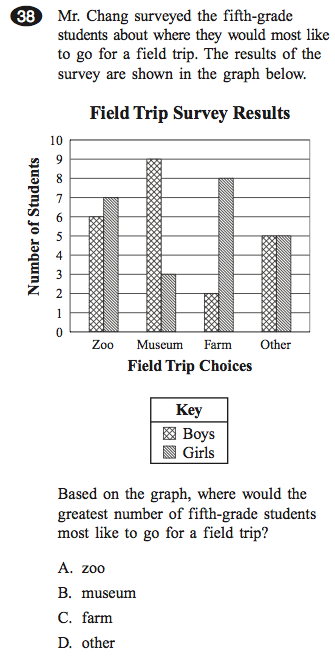 38 Mr. Chang surveyed the fifth-grade
students about where they would most like
to go for a field trip. The results of the
survey are shown in the graph below.
Field Trip Survey Results
Number of Students
10
9
8
7
6
5
4
3
2
1
0
Zoo Museum Farm Other
Field Trip Choices
Key
Boys
Girls
Based on the graph, where would the
greatest number of fifth-grade students
most like to go for a field trip?
A. zoo
B. museum
C. farm
D. other